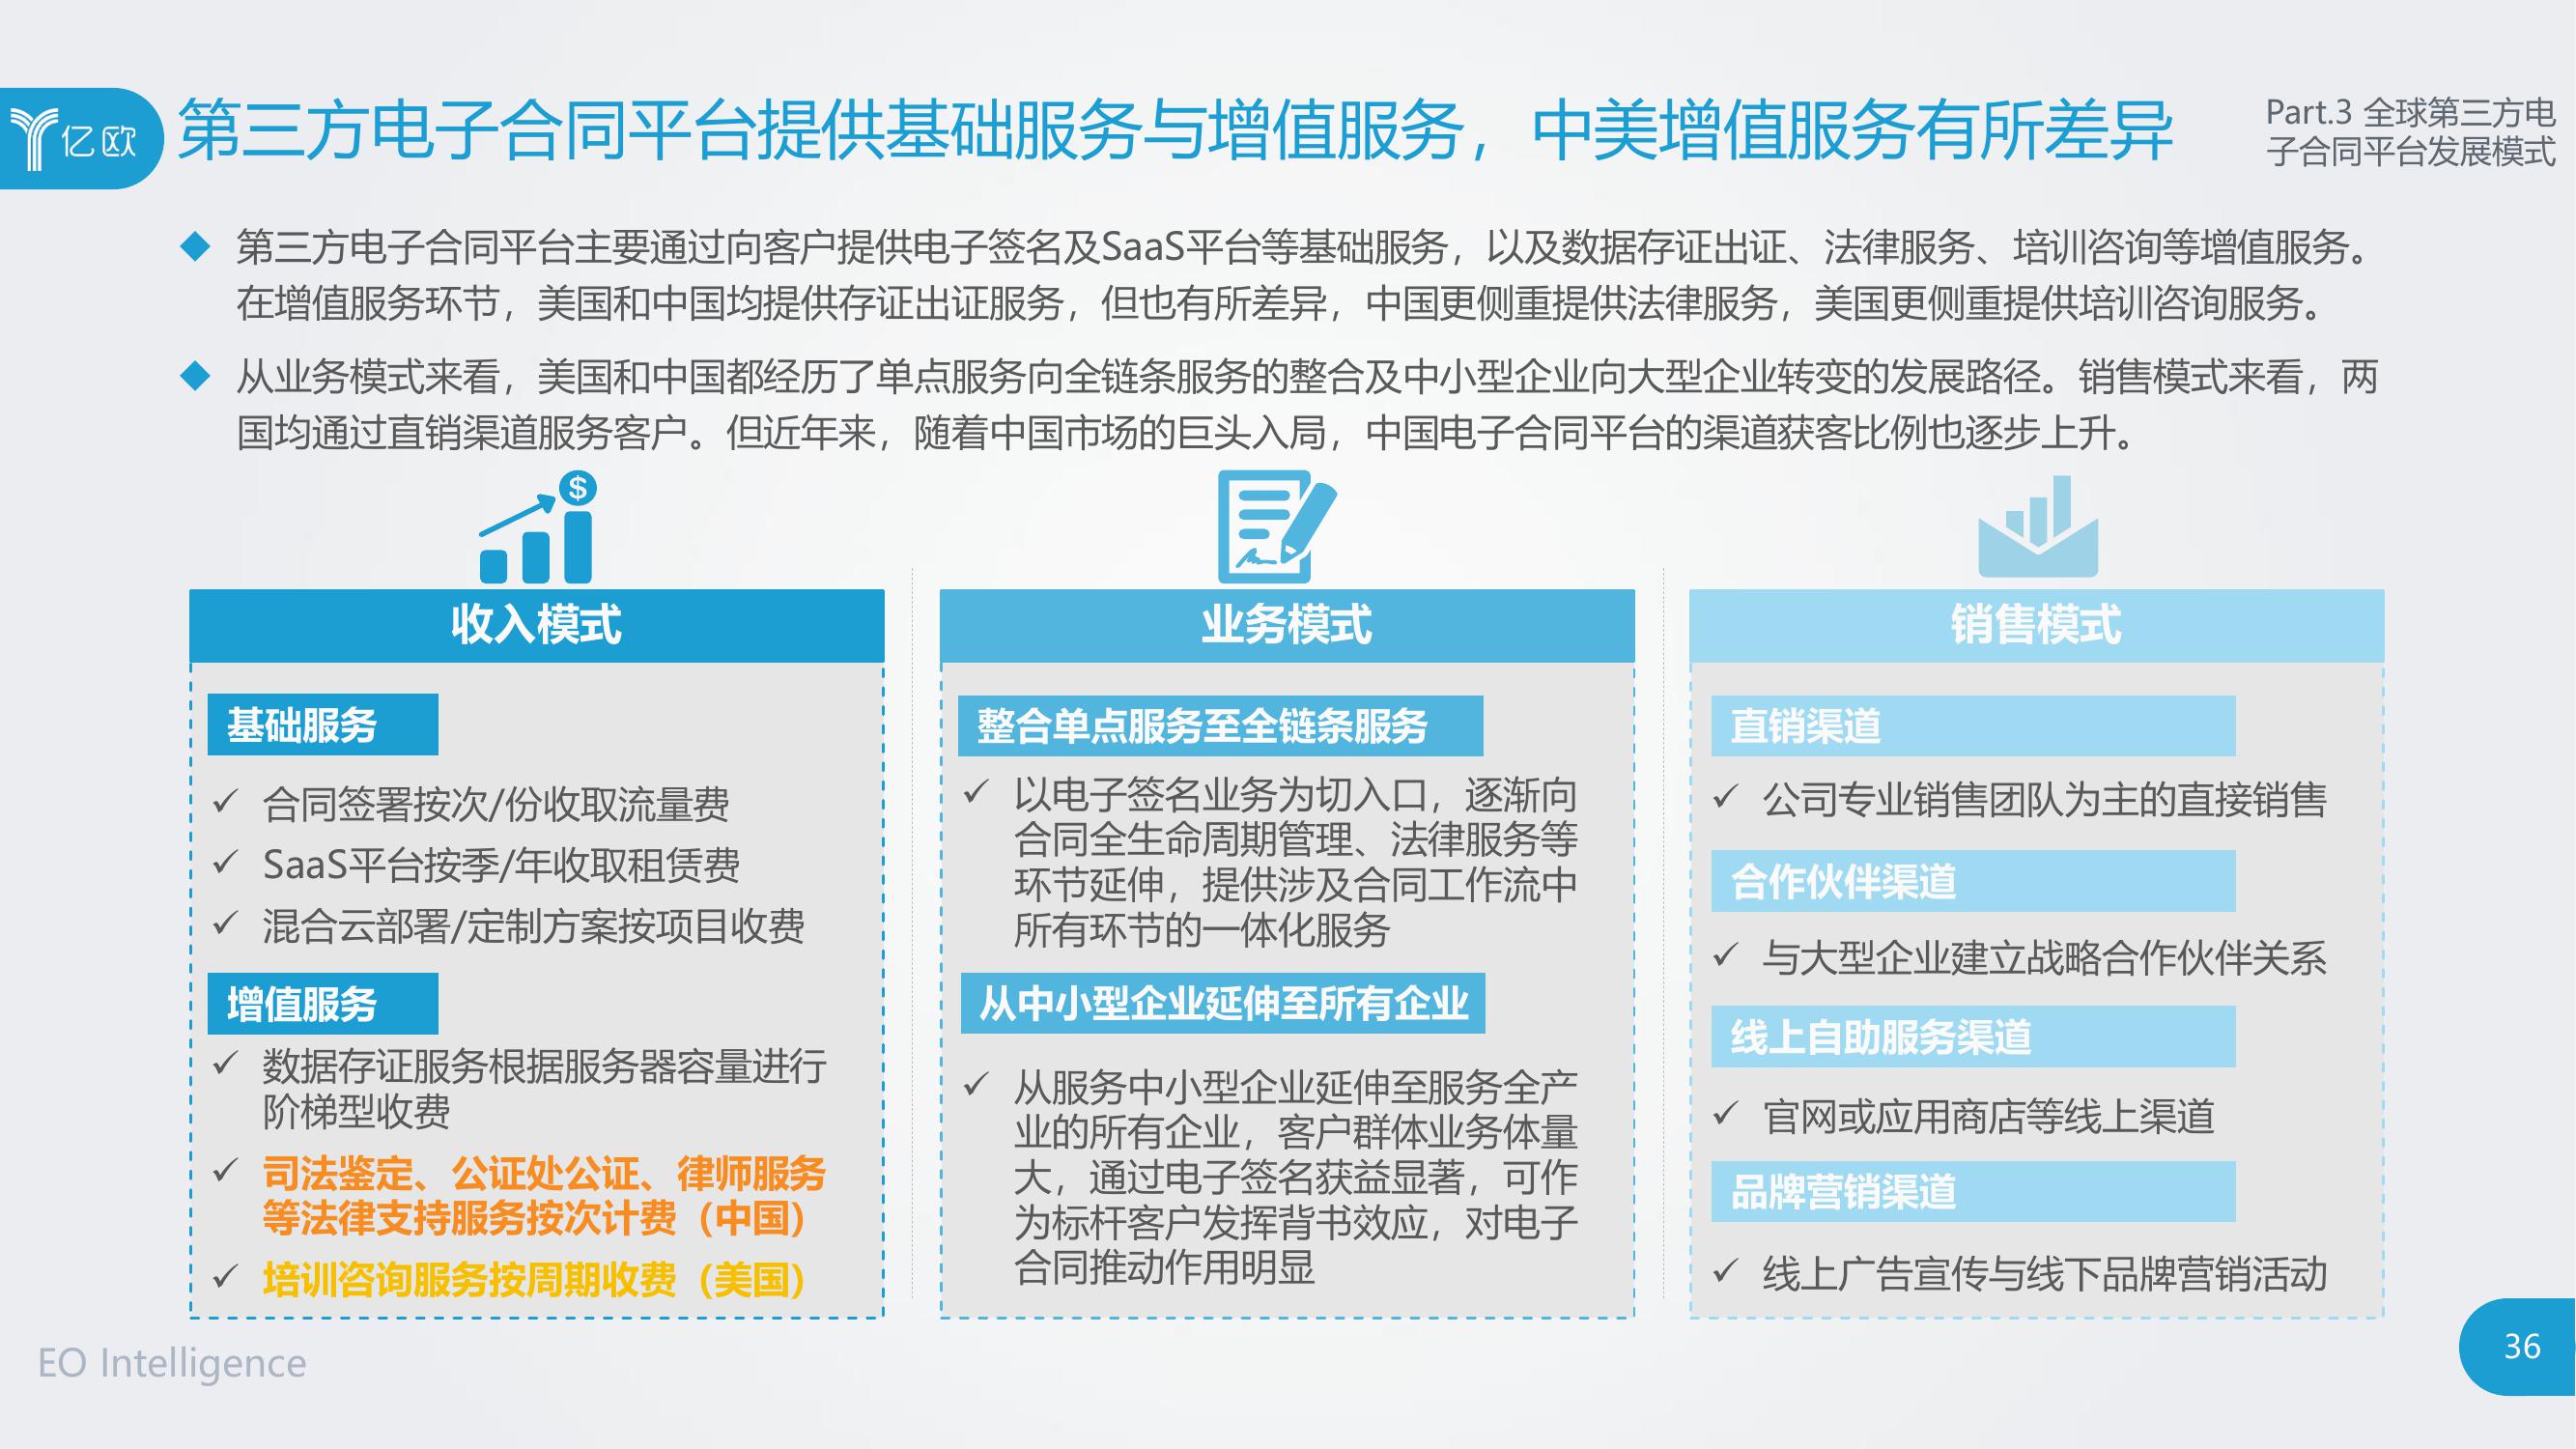 亿欧
第三方电子合同平台提供基础服务与增值服务，中美增值服务有所差异
Part.3 全球第三方电
子合同平台发展模式
第三方电子合同平台主要通过向客户提供电子签名及SaaS平台等基础服务，以及数据存证出证、法律服务、培训咨询等增值服务。
在增值服务环节，美国和中国均提供存证出证服务，但也有所差异，中国更侧重提供法律服务，美国更侧重提供培训咨询服务。
从业务模式来看，美国和中国都经历了单点服务向全链条服务的整合及中小型企业向大型企业转变的发展路径。销售模式来看，两
国均通过直销渠道服务客户。但近年来，随着中国市场的巨头入局，中国电子合同平台的渠道获客比例也逐步上升。
$
收入模式
基础服务
✓ 合同签署按次/份收取流量费
✓ SaaS平台按季/年收取租赁费
✓ 混合云部署/定制方案按项目收费
增值服务
✓ 数据存证服务根据服务器容量进行
阶梯型收费
✓ 司法鉴定、公证处公证、律师服务
等法律支持服务按次计费（中国）
✓ 培训咨询服务按周期收费（美国）
业务模式
整合单点服务至全链条服务
✓ 以电子签名业务为切入口，逐渐向
合同全生命周期管理、法律服务等
环节延伸，提供涉及合同工作流中
所有环节的一体化服务
从中小型企业延伸至所有企业
✓ 从服务中小型企业延伸至服务全产
业的所有企业，客户群体业务体量
大，通过电子签名获益显著，可作
为标杆客户发挥背书效应，对电子
合同推动作用明显
销售模式
直销渠道
✓ 公司专业销售团队为主的直接销售
合作伙伴渠道
✓ 与大型企业建立战略合作伙伴关系
线上自助服务渠道
✓ 官网或应用商店等线上渠道
品牌营销渠道
✓ 线上广告宣传与线下品牌营销活动
EO Intelligence
36